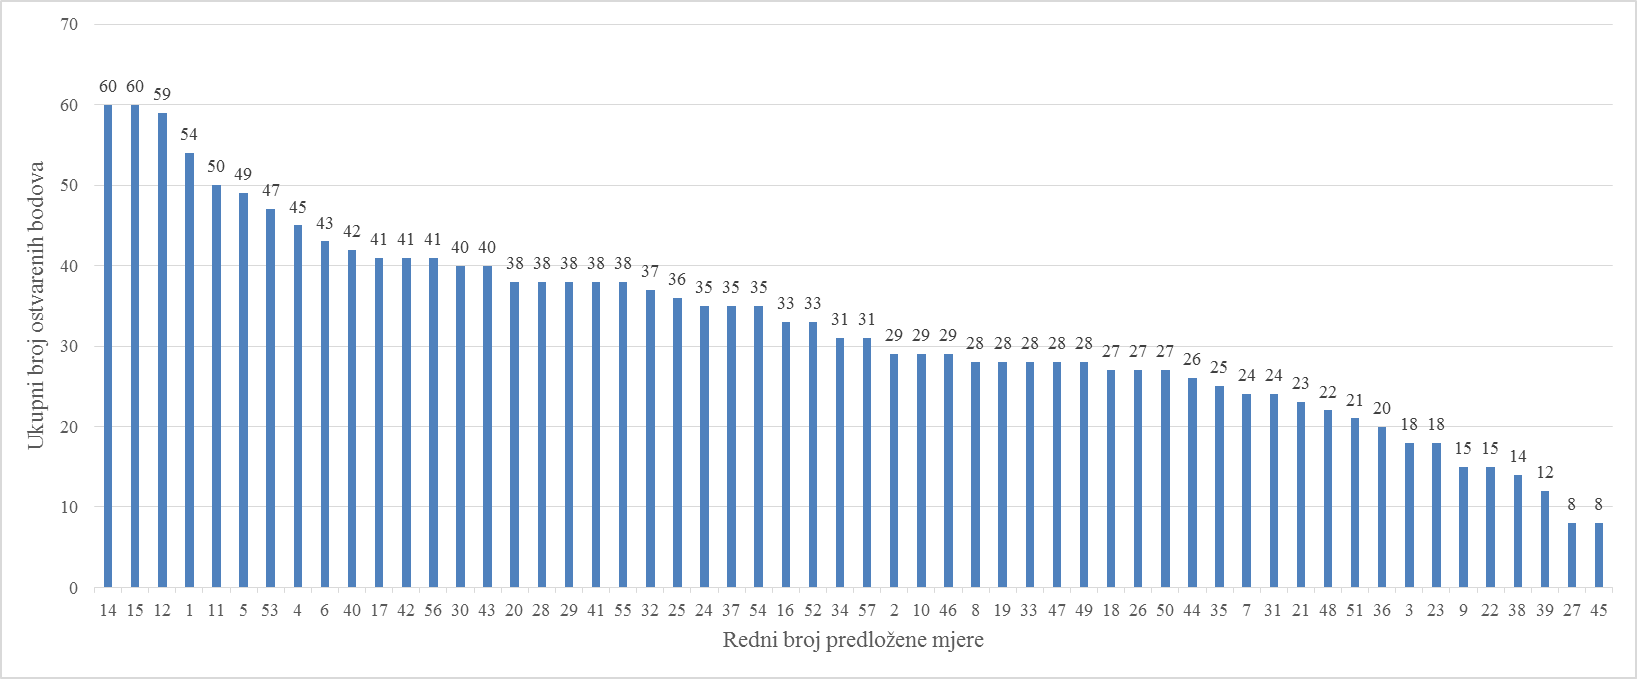 70
60
50
40
30
20
10
0
Ukupni broj ostvarenih bodova
60 60 59 54 50 49 47 45 43 42 41 41 41 40 40 38 38 38 38 38 37 36 35 35 35 33 33 31 31 29 29 29 28 28 28 28 28 27 27 27 26 25 24 24 23 22 21 20 18 18 15 15 14 12 8 8
14 15 12 1 11 5 53 4 6 40 17 42 56 30 43 20 28 29 41 55 32 25 24 37 54 16 52 34 57 2 10 46 8 19 33 47 49 18 26 50 44 35 7 31 21 48 51 36 3 23 9 22 38 39 27 45
Redni broj predložene mjere